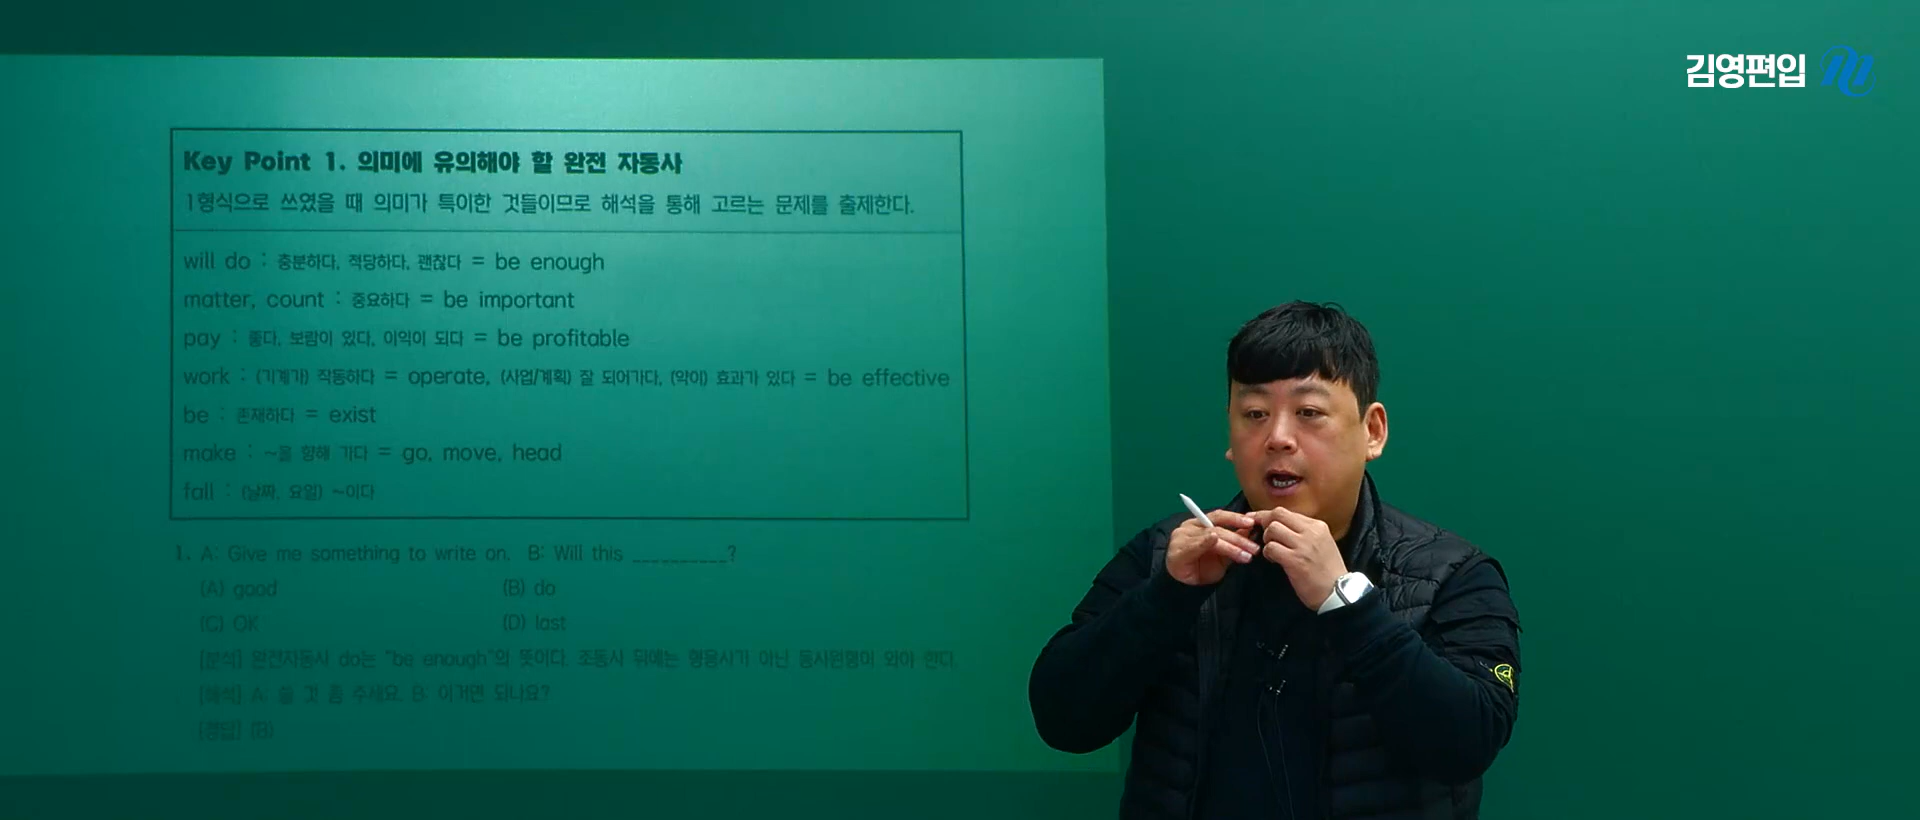 김영편입
Key Point 1. 의미에 유의해야 할 완전 자동사
1형식으로 쓰였을 때 의미가 특이한 것들이므로 해석을 통해 고르는 문제를 출제한다.
will do : 충분하다, 적당하다, 괜찮다 = be enough
matter, count : 중요하다 = be important
pay : 좋다, 보람이 있다, 이익이 되다 = be profitable
work : (기계가) 작동하다 = operate, (사업/계획) 잘 되어가다, (약이) 효과가 있다 = be effective
be : 존재하다 = exist
make : ~을 향해 가다 = go, move, head
fall : (날짜, 요일) ~이다
1. A: Give me something to write on. B: Will this __________?
(A) good (B) do
(C) OK (D) last
[분석] 완전자동사 do는 "be enough"의 뜻이다. 조동사 뒤에는 형용사가 아닌 동사원형이 와야 한다.
[해석] A: 쓸 것 좀 주세요. B: 이거면 되나요?
[정답] (B)